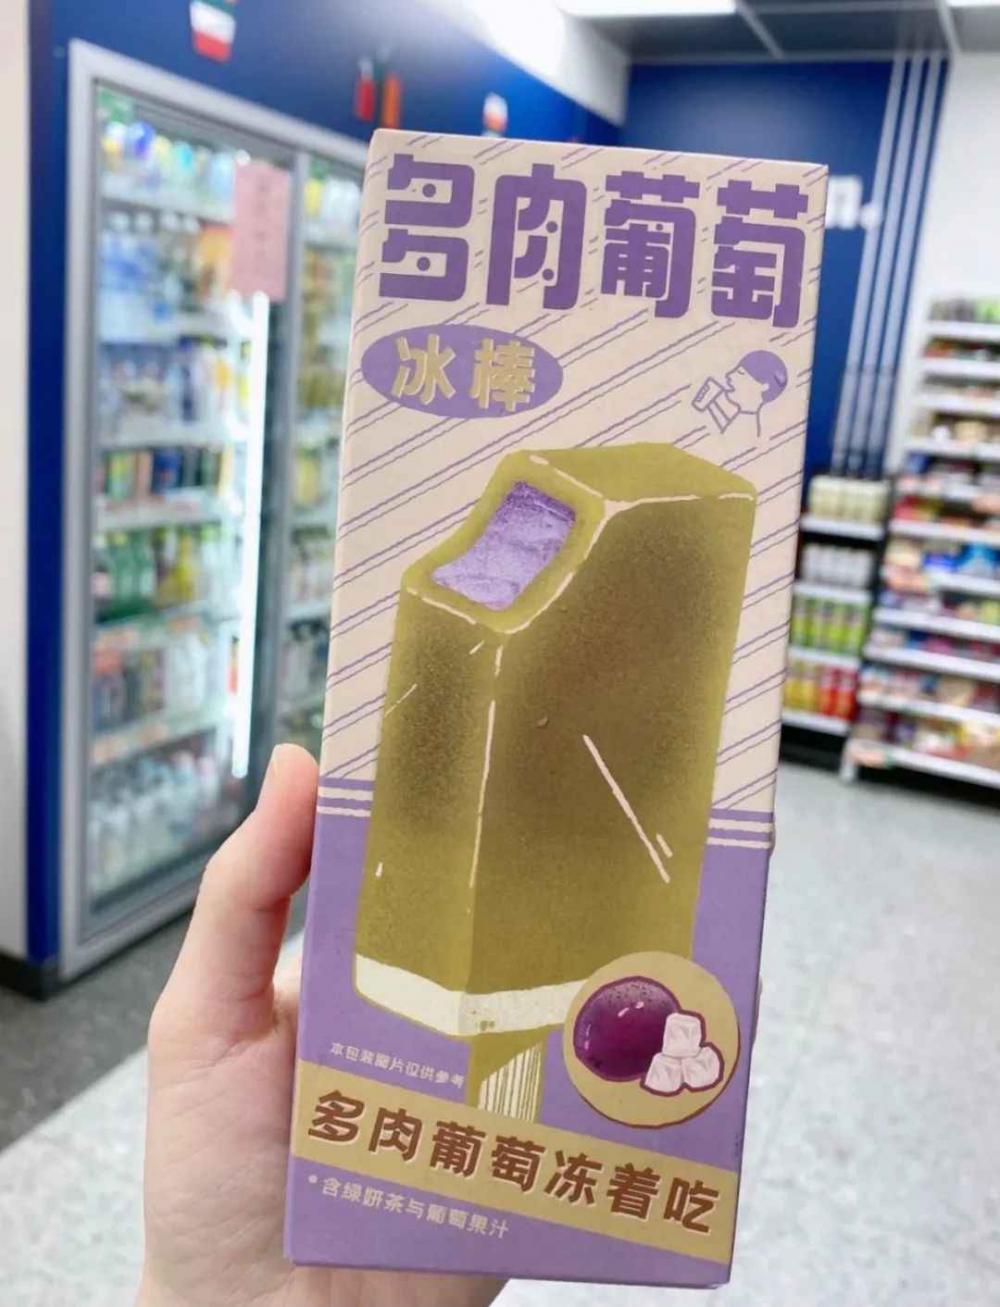 多肉葡萄
冰棒
本包装图片仅供参考
多肉葡萄冻着吃
•含绿妍茶与葡萄果汁